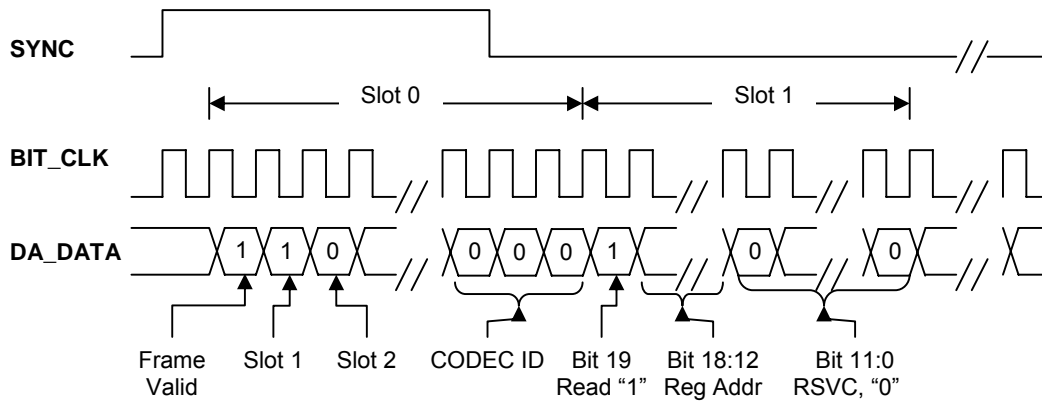 SYNC
Slot 0 Slot 1
BIT_CLK
DA_DATA 1 1 0 0 0 0 1 0 0
Frame Valid
Slot 1
Slot 2
CODEC ID
Bit 19
Read “1”
Bit 18:12
Reg Addr
Bit 11:0
RSVC, “0”